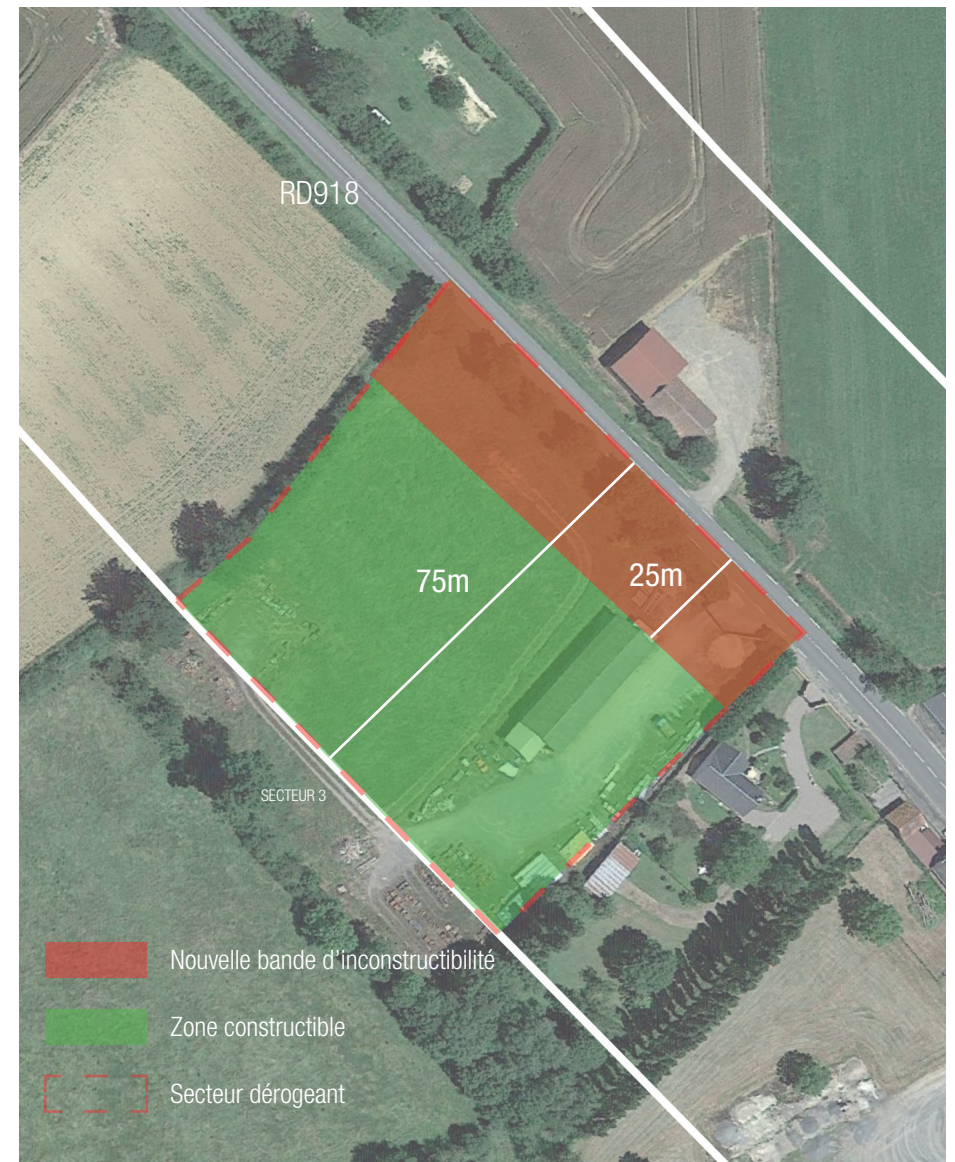 RD918
75m
25m
SECTEUR 3
Nouvelle bande d'inconstructibilité
Zone constructible
Secteur dérogeant